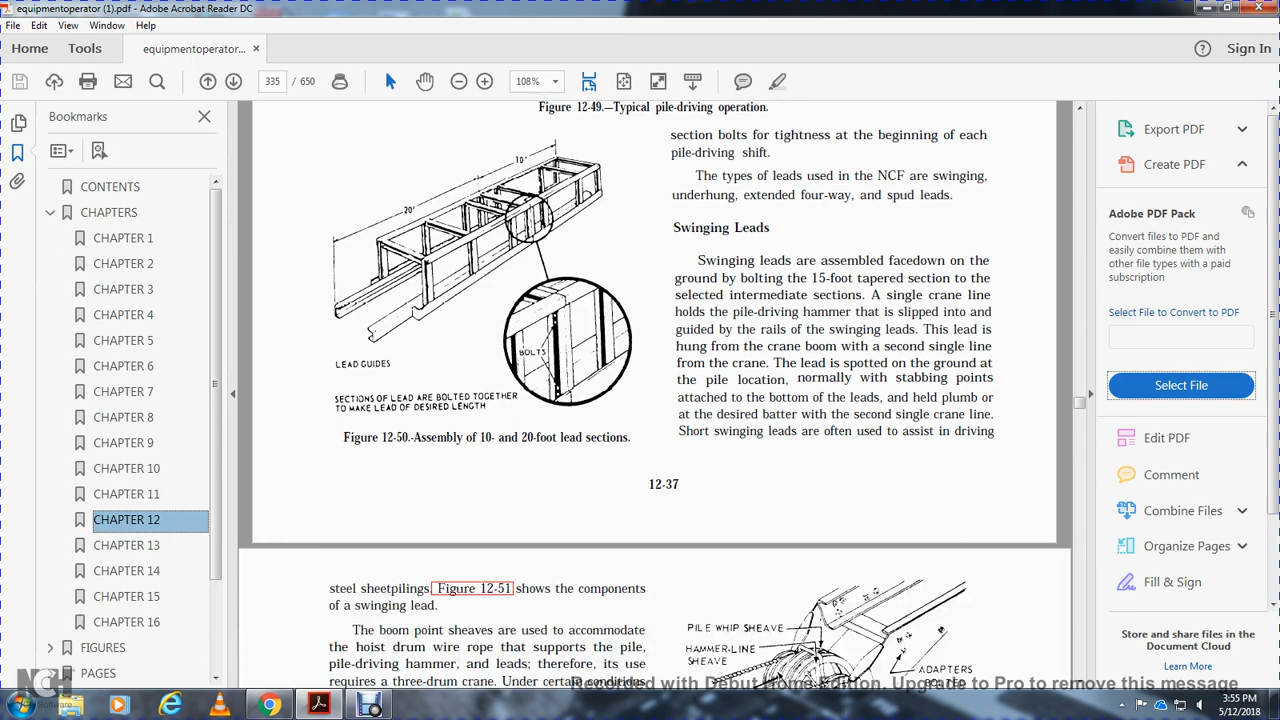 equipmentoperator (1).pdf - Adobe Acrobat Reader DC
File Edit View Window Help
Home Tools equipmentoperator... × Sign In
335 / 650 108%
Bookmarks
CONTENTS
CHAPTERS
CHAPTER 1
CHAPTER 2
CHAPTER 3
CHAPTER 4
CHAPTER 5
CHAPTER 6
CHAPTER 7
CHAPTER 8
CHAPTER 9
CHAPTER 10
CHAPTER 11
CHAPTER 12
CHAPTER 13
CHAPTER 14
CHAPTER 15
CHAPTER 16
FIGURES
PAGES
Figure 12-49.—Typical pile-driving operation.
10'
20'
BOLTS
LEAD GUIDES
SECTIONS OF LEAD ARE BOLTED TOGETHER
TO MAKE LEAD OF DESIRED LENGTH
Figure 12-50.-Assembly of 10- and 20-foot lead sections.
section bolts for tightness at the beginning of each
pile-driving shift.
The types of leads used in the NCF are swinging,
underhung, extended four-way, and spud leads.
Swinging Leads
Swinging leads are assembled facedown on the
ground by bolting the 15-foot tapered section to the
selected intermediate sections. A single crane line
holds the pile-driving hammer that is slipped into and
guided by the rails of the swinging leads. This lead is
hung from the crane boom with a second single line
from the crane. The lead is spotted on the ground at
the pile location, normally with stabbing points
attached to the bottom of the leads, and held plumb or
at the desired batter with the second single crane line.
Short swinging leads are often used to assist in driving
12-37
steel sheetpilings. Figure 12-51 shows the components
of a swinging lead.
The boom point sheaves are used to accommodate
the hoist drum wire rope that supports the pile,
pile-driving hammer, and leads; therefore, its use
requires a three-drum crane. Under certain conditions
PILE WHIP SHEAVE
HAMMER-LINE
SHEAVE
ADAPTERS
BOLTED
Export PDF
Create PDF
Adobe PDF Pack
Convert files to PDF and
easily combine them with
other file types with a paid
subscription
Select File to Convert to PDF
Select File
Edit PDF
Comment
Combine Files
Organize Pages
Fill & Sign
Store and share files in the
Document Cloud
Learn More
NCH
Software
Recorded with Debut Home Edition. Upgrade to Pro to remove this message
3:55 PM
5/12/2018